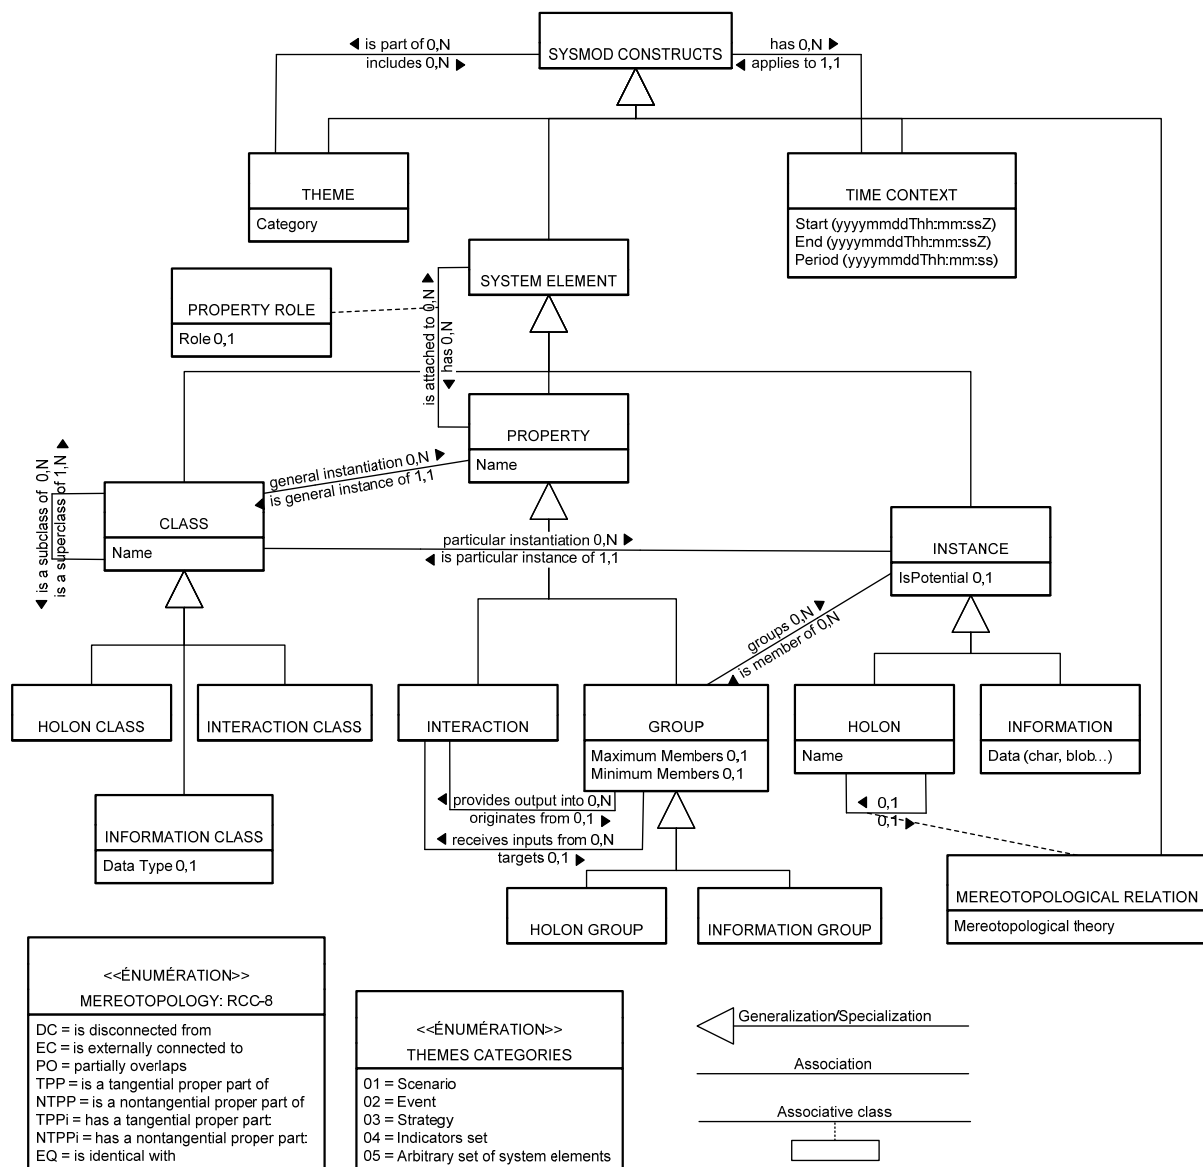 SYSMOD CONSTRUCTS
◄ is part of 0,N
includes 0,N ►
has 0,N ►
◄ applies to 1,1
THEME
Category
TIME CONTEXT
Start (yyyymmddThh:mm:ssZ)
End (yyyymmddThh:mm:ssZ)
Period (yyyymmddThh:mm:ss)
SYSTEM ELEMENT
PROPERTY ROLE
Role 0,1
is attached to 0,N ►
◄ has 0,N
PROPERTY
Name
general instantiation 0,N ►
◄ is general instance of 1,1
◄ is a subclass of 0,N
is a superclass of 1,N ►
CLASS
Name
particular instantiation 0,N ►
◄ is particular instance of 1,1
INSTANCE
IsPotential 0,1
groups 0,N ►
◄ is member of 0,N
HOLON CLASS
INTERACTION CLASS
INTERACTION
GROUP
Maximum Members 0,1
Minimum Members 0,1
HOLON
Name
INFORMATION
Data (char, blob...)
◄ provides output into 0,N
originates from 0,1 ►
◄ receives inputs from 0,N
targets 0,1 ►
◄ 0,1
0,1 ►
INFORMATION CLASS
Data Type 0,1
HOLON GROUP
INFORMATION GROUP
MEREOTOPOLOGICAL RELATION
Mereotopological theory
<<ÉNUMÉRATION>>
MEREOTOPOLOGY: RCC-8
DC = is disconnected from
EC = is externally connected to
PO = partially overlaps
TPP = is a tangential proper part of
NTPP = is a nontangential proper part of
TPPi = has a tangential proper part:
NTPPi = has a nontangential proper part:
EQ = is identical with
<<ÉNUMÉRATION>>
THEMES CATEGORIES
01 = Scenario
02 = Event
03 = Strategy
04 = Indicators set
05 = Arbitrary set of system elements
Generalization/Specialization
Association
Associative class